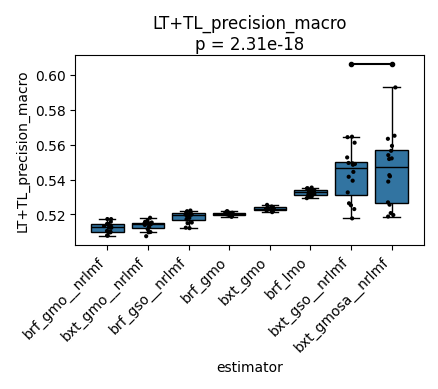 LT+TL_precision_macro
p = 2.31e-18
LT+TL_precision_macro
0.60
0.58
0.56
0.54
0.52
brf_gmo__nrlmf
bxt_gmo__nrlmf
brf_gso__nrlmf
brf_gmo
bxt_gmo
brf_lmo
bxt_gso__nrlmf
bxt_gmosa__nrlmf
estimator